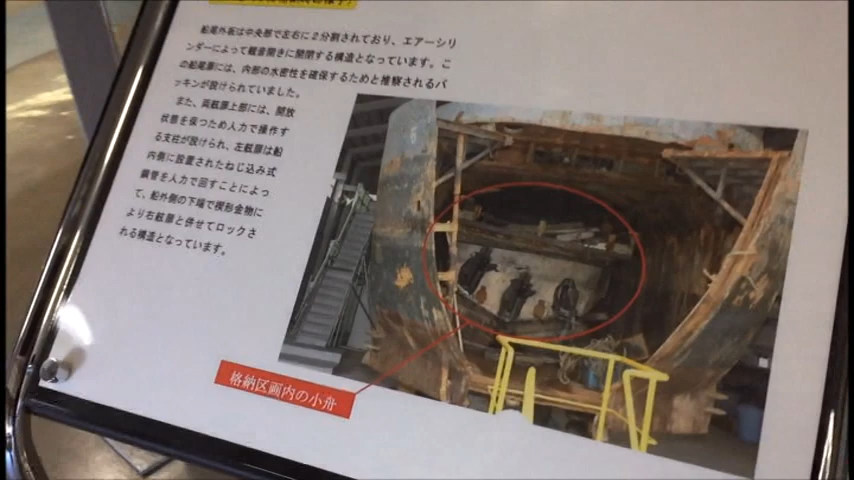 船尾外板は中央部で左右に２分割されており、エアーシリ
ンダーによって観音開きに開閉する構造となっています。こ
の船尾扉には、内部の水密性を確保するためと推察されるパ
ッキンが設けられていました。
また、両舷扉上部には、開放
状態を保つため人力で操作す
る支柱が設けられ、左舷扉は船
内側に設置されたねじ込み式
鋼管を人力で回すことによっ
て、船外側の下端で楔形金物に
より右舷扉と併せてロックさ
れる構造となっています。
格納区画内の小舟